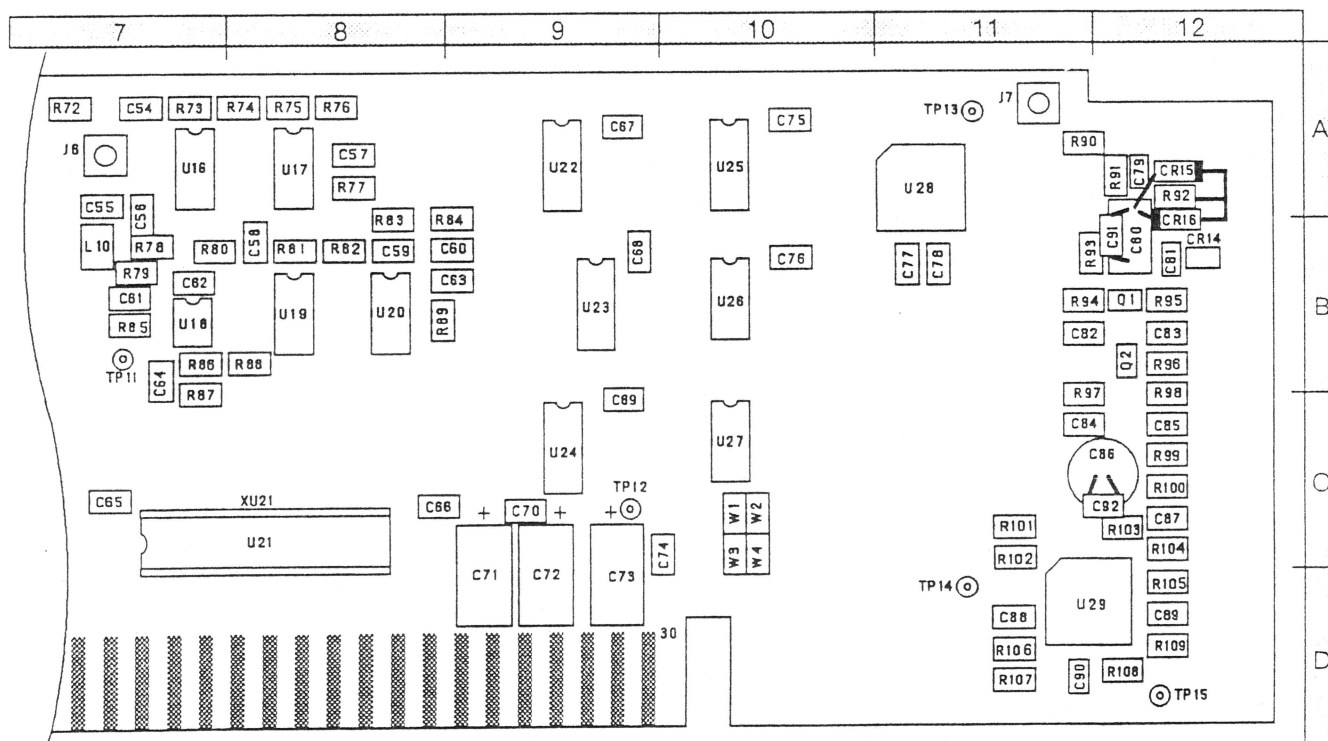 7 8 9 10 11 12
R72 C54 R73 R74 R75 R76
J7
TP13
C67 C75
A
J6 U16 U17 C57 U22 U25 R90
R77 U28 R91 C79 CR15
C55 C56 R92
R83 R84 CR16
L10 R78 R80 C58 R81 R82 C59 C60 C68 C76 C77 C78 R93 C91 C80 C81 CR14
R79 C62 C63
C61 U18 U19 U20 R89 U23 U26 R94 Q1 R95 B
R85 C82 C83
TP11 C64 R86 R88 Q2 R96
R87 C69 R97 R98
C84 C85
U24 U27 C86 R99
R100
C65 XU21 C66 C70 TP12 W1 W2 C92 C
U21 R101 R103 C87
C74 W3 W4 R102 R104
C71 C72 C73 TP14 U29 R105
C88 C89
30 R106 R109 D
R107 C90 R108
TP15